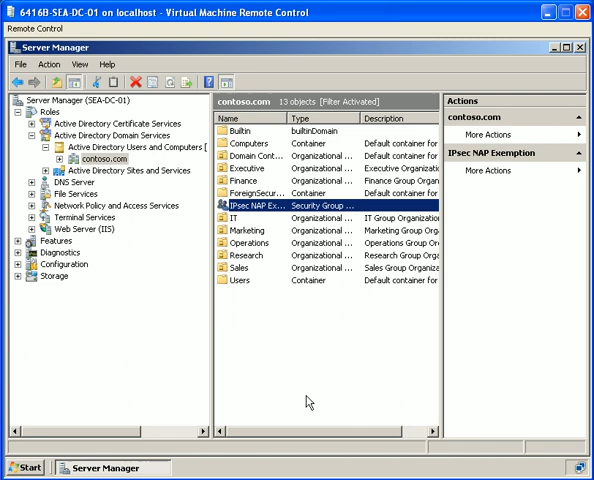 6416B-SEA-DC-01 on localhost - Virtual Machine Remote Control
Remote Control
Server Manager
File Action View Help
Server Manager (SEA-DC-01)
Roles
Active Directory Certificate Services
Active Directory Domain Services
Active Directory Users and Computers [
contoso.com
Active Directory Sites and Services
DNS Server
File Services
Network Policy and Access Services
Terminal Services
Web Server (IIS)
Features
Diagnostics
Configuration
Storage
contoso.com 13 objects [Filter Activated]
Name Type Description
Builtin builtinDomain
Computers Container Default container for
Domain Cont... Organizational ... Default container for
Executive Organizational ... Executive Organizatio
Finance Organizational ... Finance Group Organiz
ForeignSecur... Container Default container for
IPsec NAP Ex... Security Group ...
IT Organizational ... IT Group Organizatio
Marketing Organizational ... Marketing Group Org
Operations Organizational ... Operations Group Or
Research Organizational ... Research Group Orga
Sales Organizational ... Sales Group Organiza
Users Container Default container for
Actions
contoso.com
More Actions
IPsec NAP Exemption
More Actions
Start Server Manager